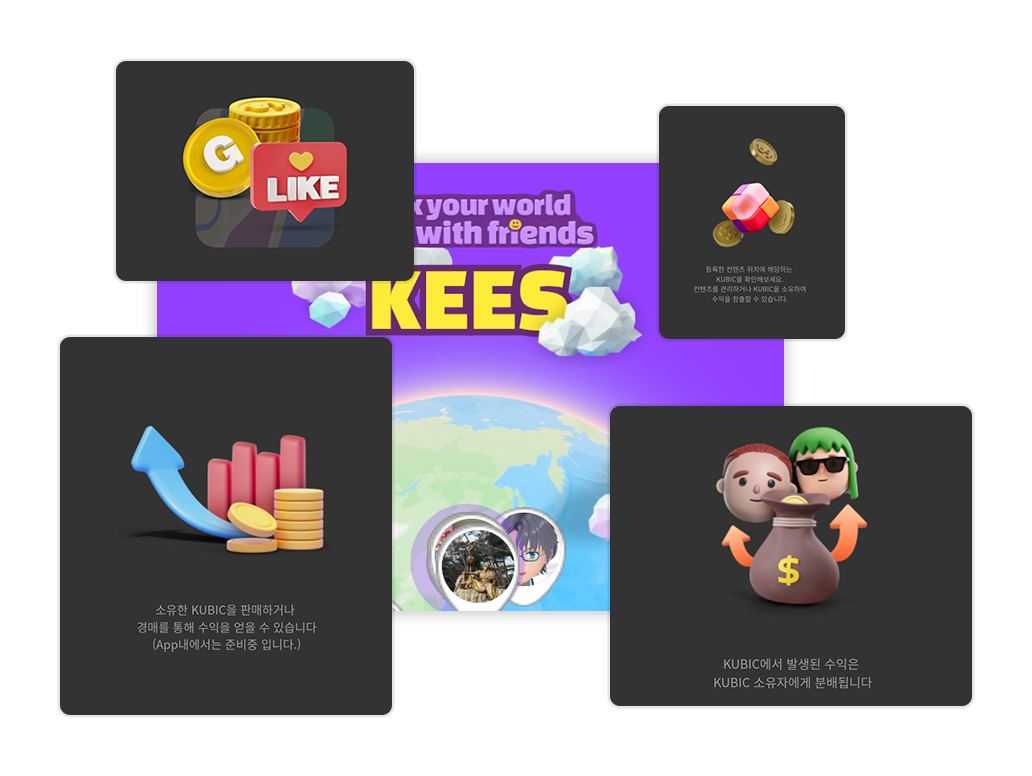 G
LIKE
k your world
with friends
KEES
등록한 컨텐츠 위치에 해당하는
KUBIC를 확인해보세요.
컨텐츠를 관리하거나 KUBIC을 소유하여
수익을 창출할 수 있습니다.
소유한 KUBIC을 판매하거나
경매를 통해 수익을 얻을 수 있습니다
(App내에서는 준비중 입니다.)
$
KUBIC에서 발생된 수익은
KUBIC 소유자에게 분배됩니다